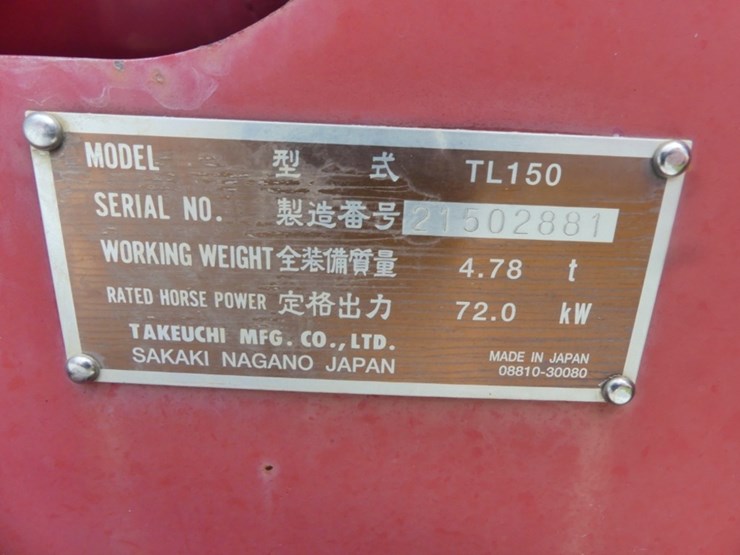 MODEL 型式 TL150
SERIAL NO. 製造番号 21502881
WORKING WEIGHT 全装備質量 4.78 t
RATED HORSE POWER 定格出力 72.0 kW
TAKEUCHI MFG. CO., LTD.
SAKAKI NAGANO JAPAN
MADE IN JAPAN
08810-30080